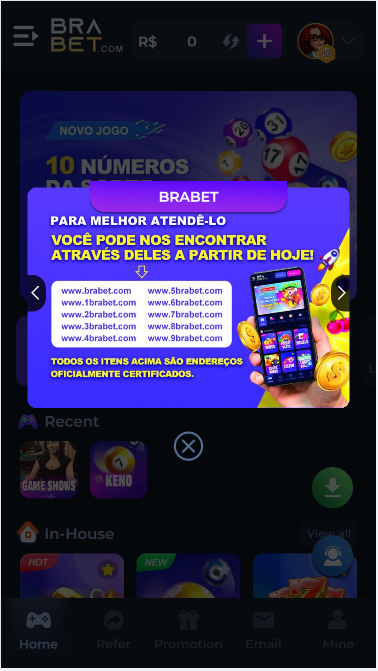 BRA
BET.COM
R$ 0
NOVO JOGO
10 NÚMEROS
DA SORTE
BRABET
PARA MELHOR ATENDÊ-LO
VOCÊ PODE NOS ENCONTRAR
ATRAVÉS DELES A PARTIR DE HOJE!
www.brabet.com www.5brabet.com
www.1brabet.com www.6brabet.com
www.2brabet.com www.7brabet.com
www.3brabet.com www.8brabet.com
www.4brabet.com www.9brabet.com
TODOS OS ITENS ACIMA SÃO ENDEREÇOS
OFICIALMENTE CERTIFICADOS.
Recent
GAME SHOWS
KENO
In-House
View all
HOT
NEW
Home Refer Promotion Email Mine